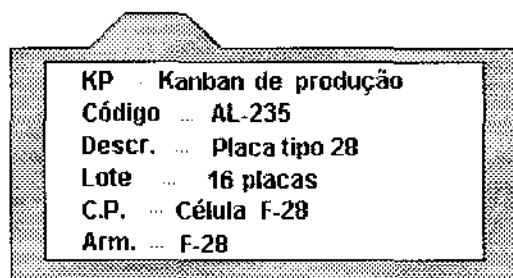 KP ... Kanban de produção
Código ... AL-235
Descr. ... Placa tipo 28
Lote ... 16 placas
C.P. ... Célula F-28
Arm. ... F-28